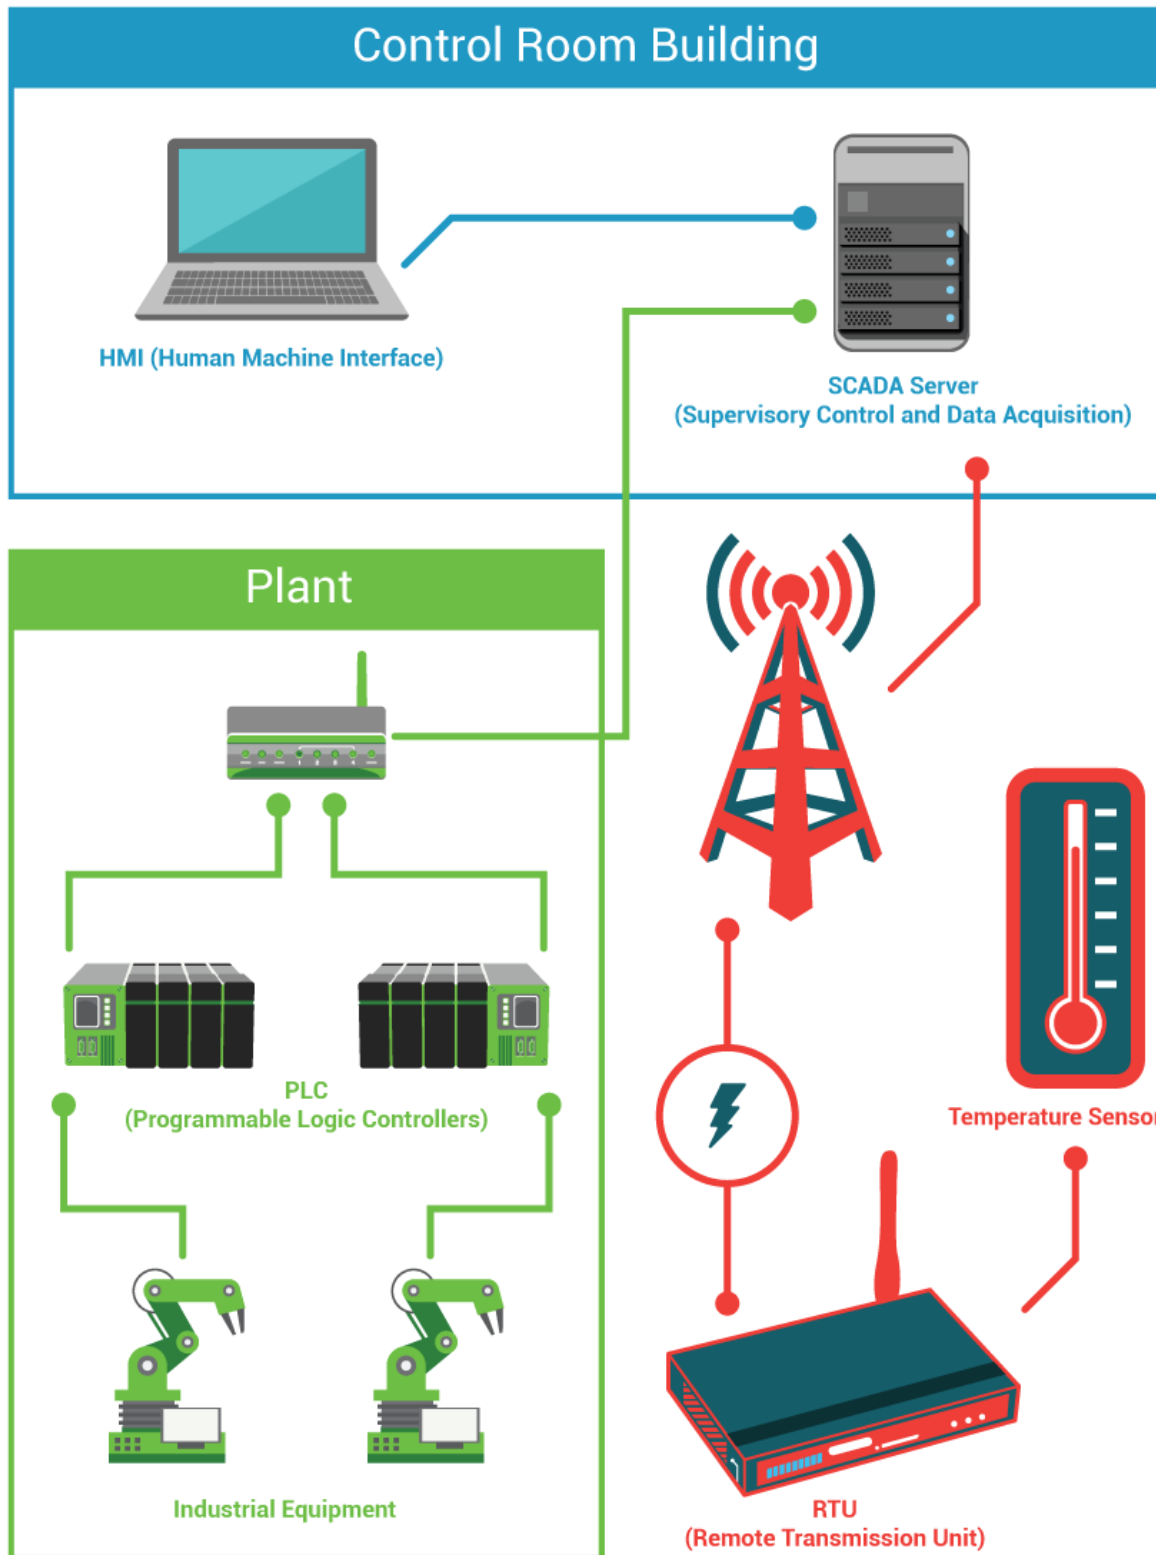 Control Room Building
HMI (Human Machine Interface)
SCADA Server
(Supervisory Control and Data Acquisition)
Plant
PLC
(Programmable Logic Controllers)
Temperature Sensor
Industrial Equipment
RTU
(Remote Transmission Unit)